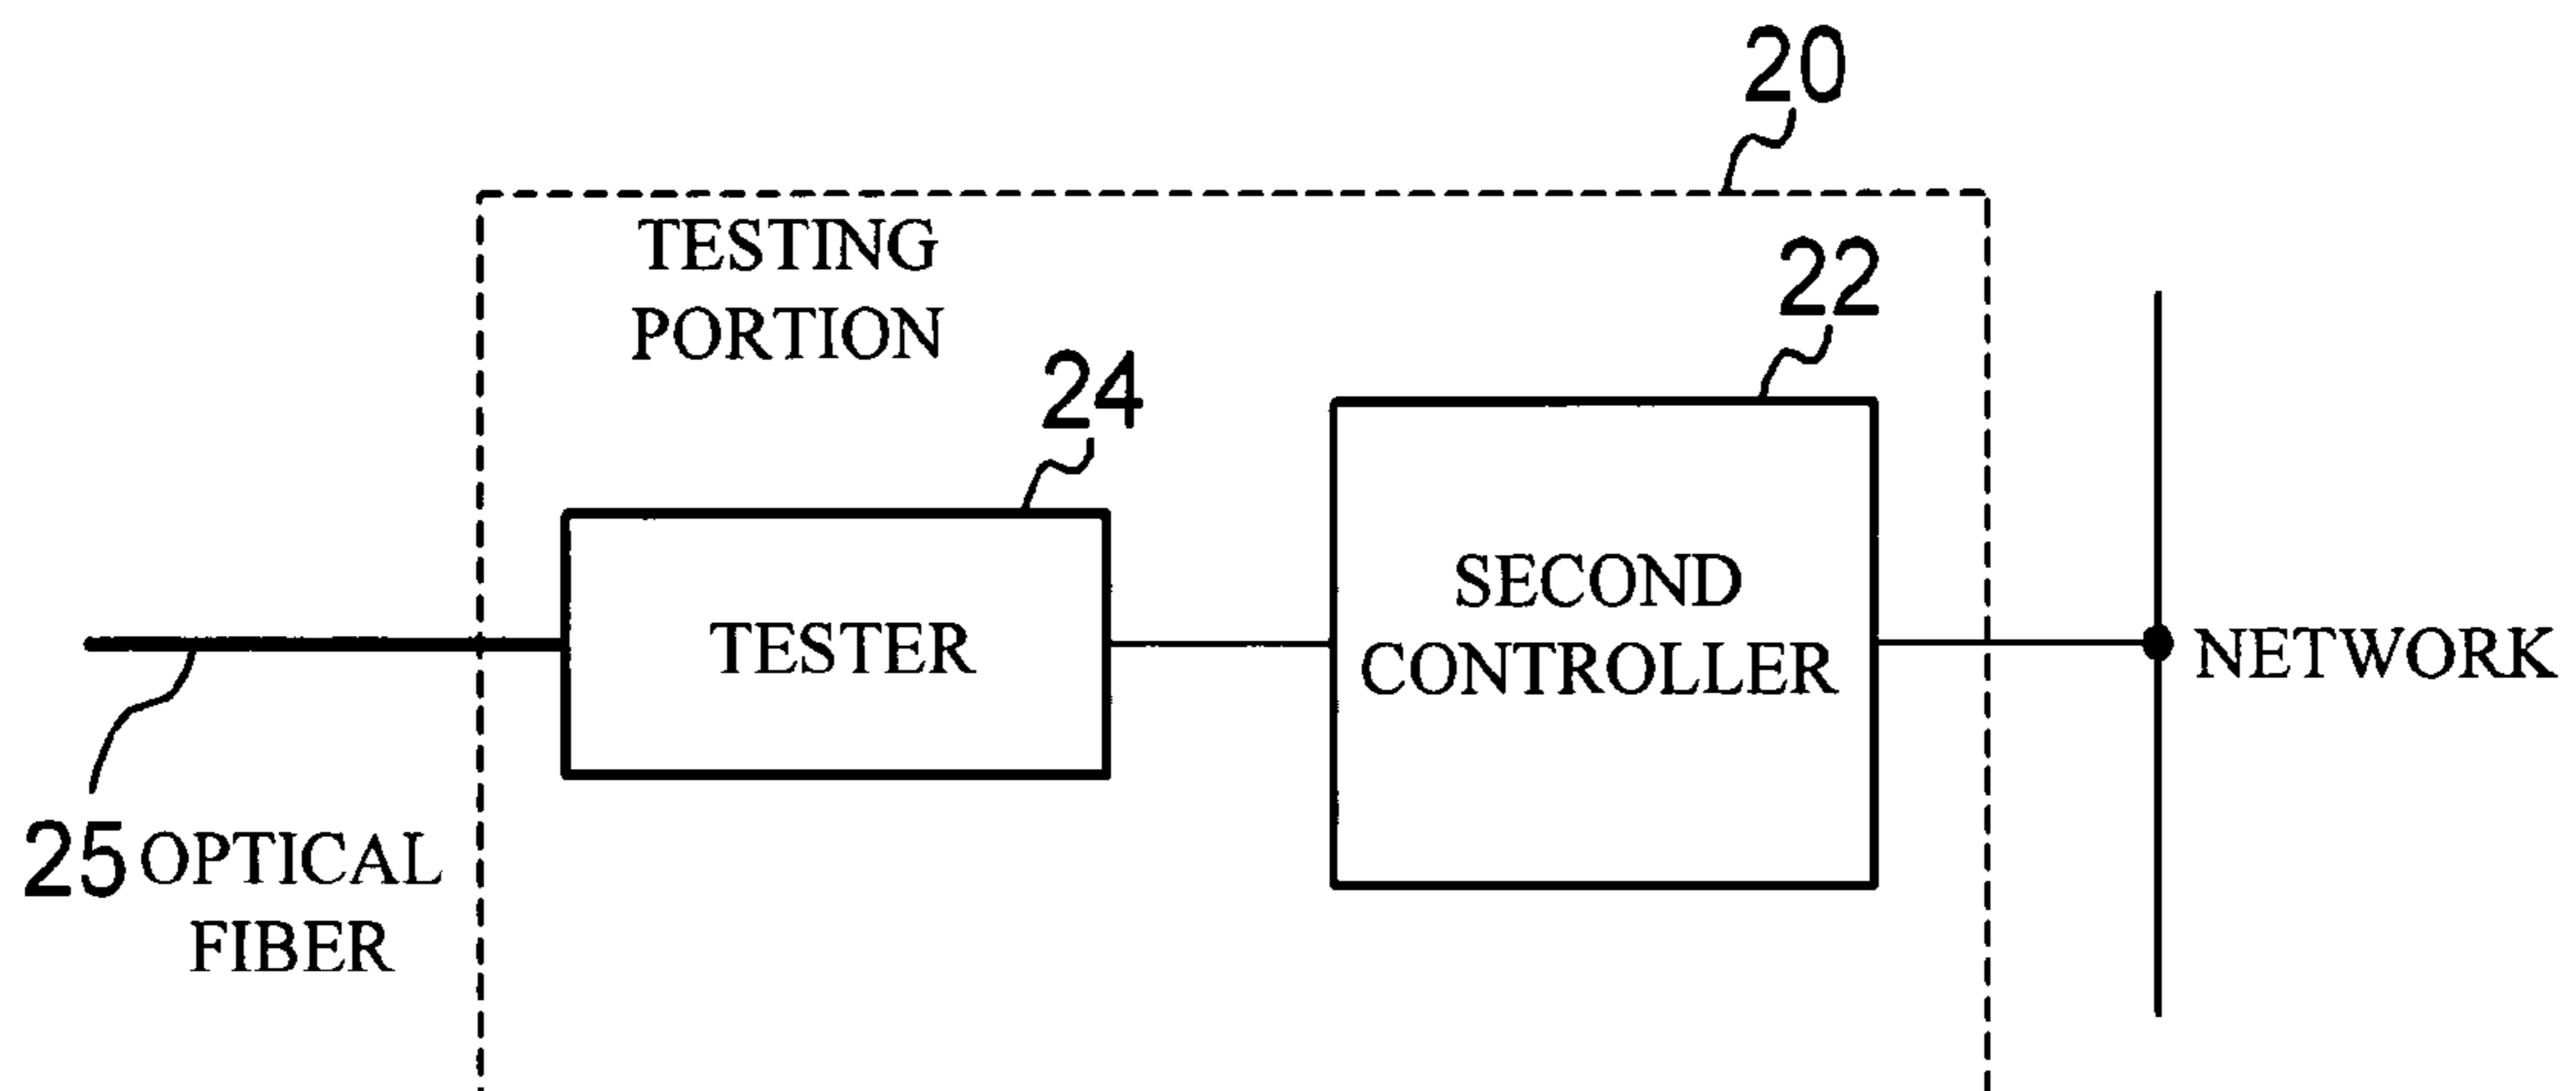 20
TESTING
PORTION
22
24
SECOND
CONTROLLER
TESTER
NETWORK
25 OPTICAL
FIBER